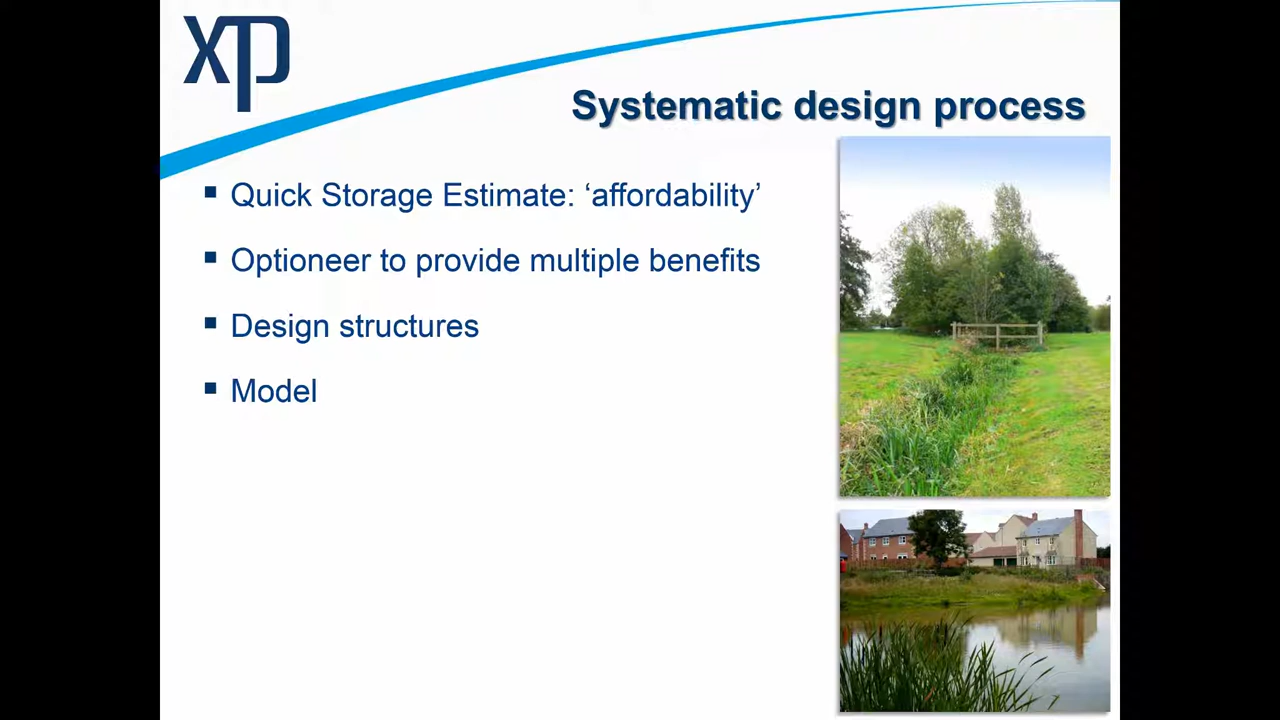 xp
Systematic design process
Quick Storage Estimate: ‘affordability’
Optioneer to provide multiple benefits
Design structures
Model